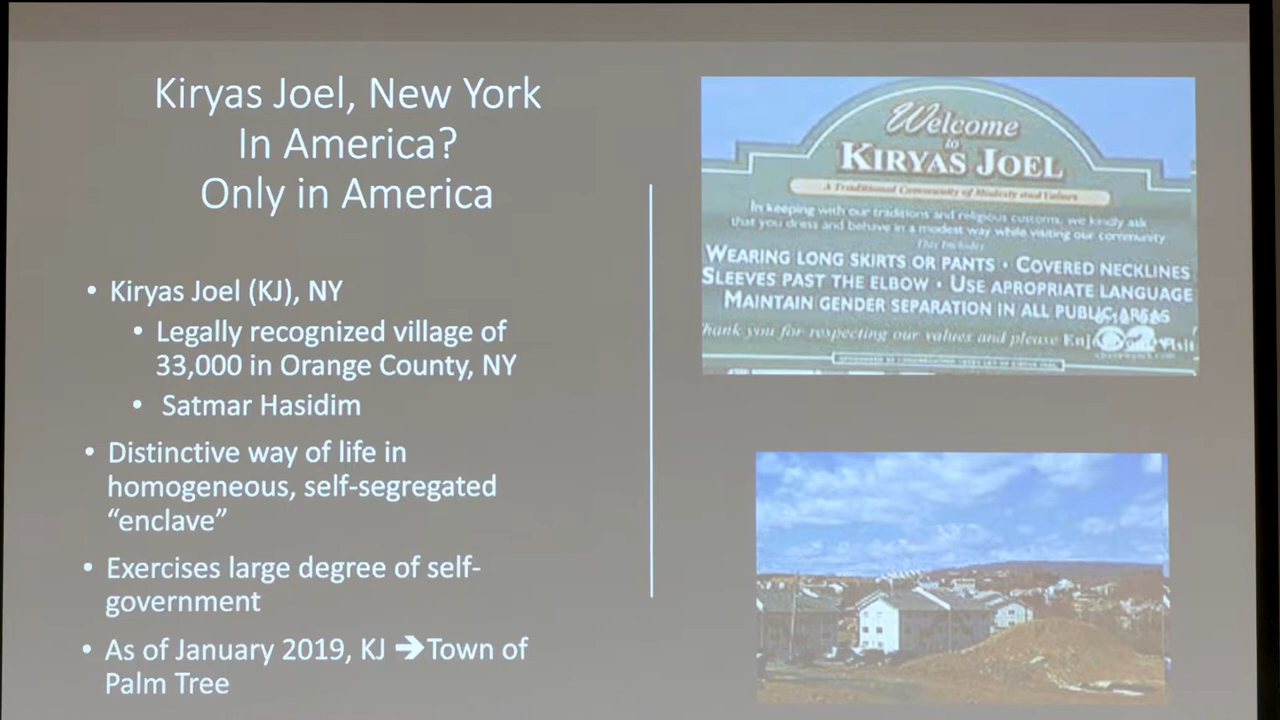 Kiryas Joel, New York
In America?
Only in America
• Kiryas Joel (KJ), NY
• Legally recognized village of
33,000 in Orange County, NY
• Satmar Hasidim
• Distinctive way of life in
homogeneous, self-segregated
“enclave”
• Exercises large degree of self-
government
• As of January 2019, KJ ➔Town of
Palm Tree
Welcome
to
KIRYAS JOEL
A Traditional Community of Modesty and Values
In keeping with our traditions and religious customs, we kindly ask
that you dress and behave in a modest way while visiting our community
This Includes
WEARING LONG SKIRTS OR PANTS • COVERED NECKLINES
SLEEVES PAST THE ELBOW • USE APROPRIATE LANGUAGE
MAINTAIN GENDER SEPARATION IN ALL PUBLIC AREAS
Thank you for respecting our values and please
2